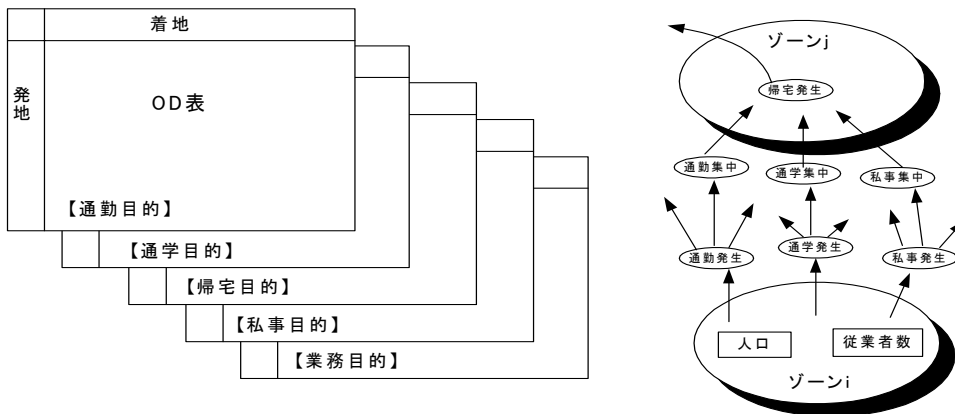 着地
発地
OD表
【通勤目的】
【通学目的】
【帰宅目的】
【私事目的】
【業務目的】
ゾーンj
帰宅発生
通勤集中
通学集中
私事集中
通勤発生
通学発生
私事発生
人口
従業者数
ゾーンi